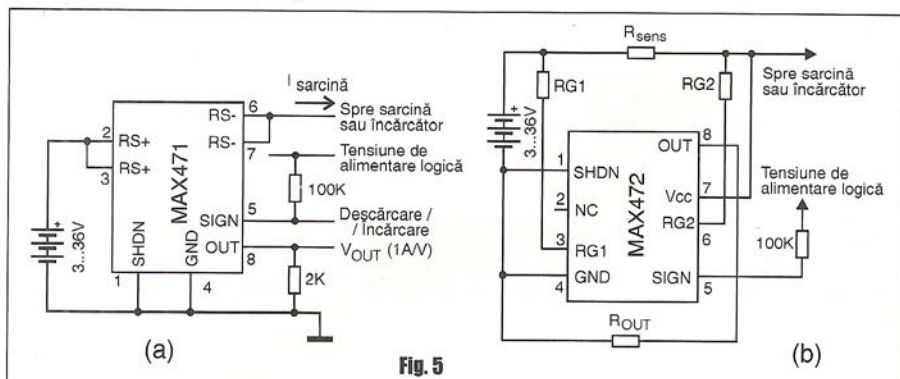 I sarcină
Spre sarcină
sau încărcător
Tensiune de
alimentare logică
100K
Descărcare /
/ Încărcare
VOUT (1A/V)
2K
6
RS-
RS-
7
2
RS+
RS+
3
MAX471
SIGN
5
OUT
8
SHDN
GND
1
4
+
3...36V
(a)
Fig. 5
Rsens
RG1
RG2
Spre sarcină
sau încărcător
+
3...36V
8
OUT
1
SHDN
7
Vcc
2
NC
RG2
6
3
RG1
GND
4
MAX472
SIGN
5
Tensiune de
alimentare logică
100K
ROUT
(b)